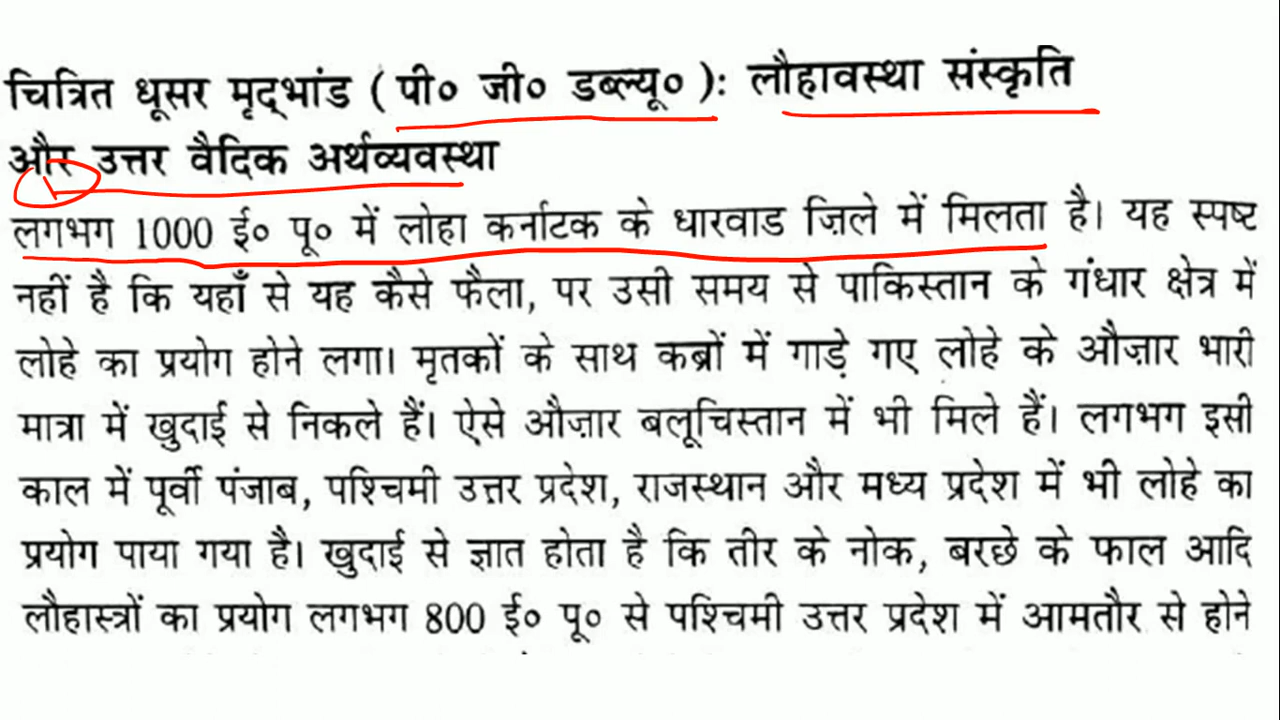 चित्रित धूसर मृद्‌भांड ( पी० जी० डब्ल्यू० ): लौहावस्था संस्कृति
और उत्तर वैदिक अर्थव्यवस्था
लगभग 1000 ई० पू० में लोहा कर्नाटक के धारवाड ज़िले में मिलता है। यह स्पष्ट
नहीं है कि यहाँ से यह कैसे फैला, पर उसी समय से पाकिस्तान के गंधार क्षेत्र में
लोहे का प्रयोग होने लगा। मृतकों के साथ कब्रों में गाड़े गए लोहे के औज़ार भारी
मात्रा में खुदाई से निकले हैं। ऐसे औज़ार बलूचिस्तान में भी मिले हैं। लगभग इसी
काल में पूर्वी पंजाब, पश्चिमी उत्तर प्रदेश, राजस्थान और मध्य प्रदेश में भी लोहे का
प्रयोग पाया गया है। खुदाई से ज्ञात होता है कि तीर के नोक, बरछे के फाल आदि
लौहास्त्रों का प्रयोग लगभग 800 ई० पू० से पश्चिमी उत्तर प्रदेश में आमतौर से होने